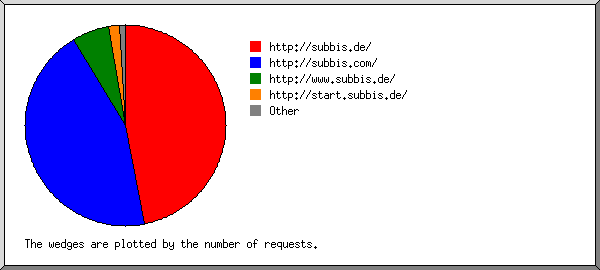 http://subbis.de/
http://subbis.com/
http://www.subbis.de/
http://start.subbis.de/
Other
The wedges are plotted by the number of requests.